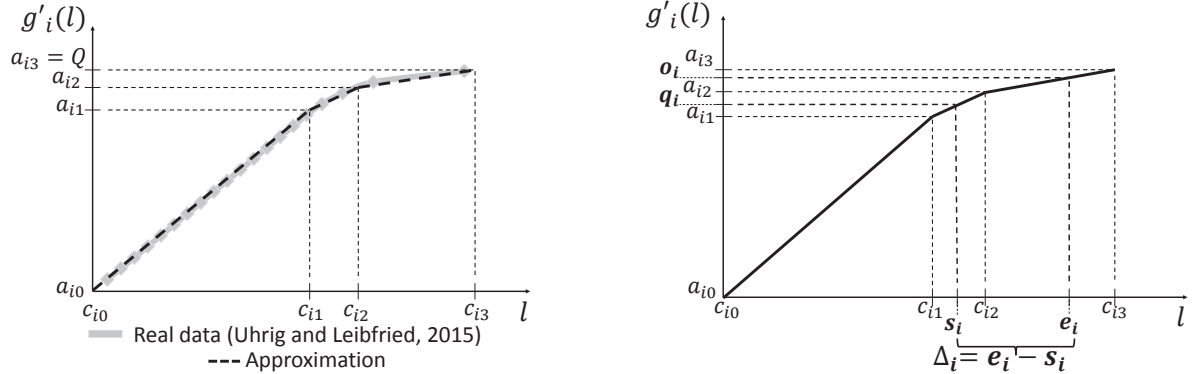 g'ᵢ(l)
aᵢ₃ = Q
aᵢ₂
aᵢ₁
aᵢ₀
cᵢ₀
cᵢ₁
cᵢ₂
cᵢ₃
l
Real data (Uhrig and Leibfried, 2015)
Approximation
g'ᵢ(l)
aᵢ₃
oᵢ
aᵢ₂
qᵢ
aᵢ₁
aᵢ₀
cᵢ₀
cᵢ₁
cᵢ₂
cᵢ₃
l
sᵢ
eᵢ
Δᵢ= eᵢ - sᵢ